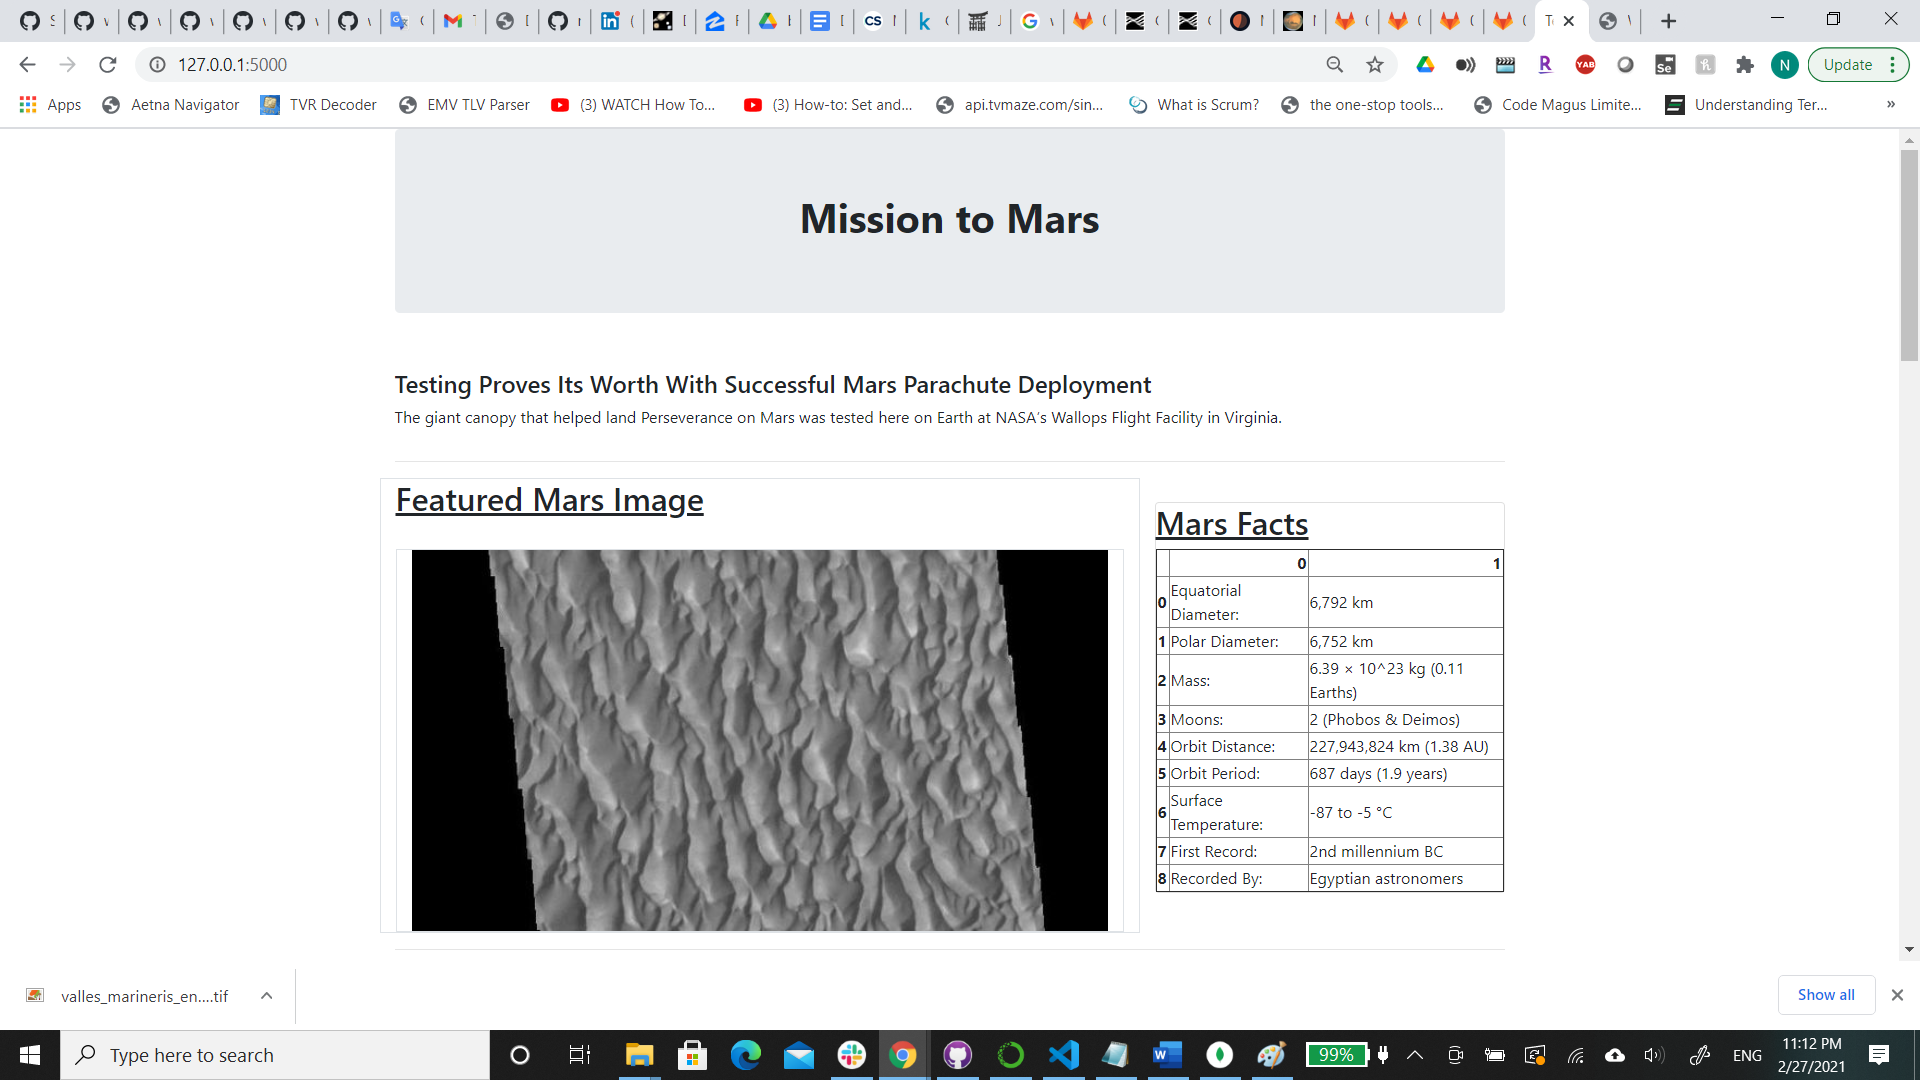 127.0.0.1:5000
Update
Apps
Aetna Navigator
TVR Decoder
EMV TLV Parser
(3) WATCH How To...
(3) How-to: Set and...
api.tvmaze.com/sin...
What is Scrum?
the one-stop tools...
Code Magus Limite...
Understanding Ter...
»
Mission to Mars
Testing Proves Its Worth With Successful Mars Parachute Deployment
The giant canopy that helped land Perseverance on Mars was tested here on Earth at NASA's Wallops Flight Facility in Virginia.
Featured Mars Image
Mars Facts
0 1
0 Equatorial Diameter: 6,792 km
1 Polar Diameter: 6,752 km
2 Mass: 6.39 × 10^23 kg (0.11 Earths)
3 Moons: 2 (Phobos & Deimos)
4 Orbit Distance: 227,943,824 km (1.38 AU)
5 Orbit Period: 687 days (1.9 years)
6 Surface Temperature: -87 to -5 °C
7 First Record: 2nd millennium BC
8 Recorded By: Egyptian astronomers
valles_marineris_en....tif
Show all
Type here to search
99%
ENG
11:12 PM
2/27/2021